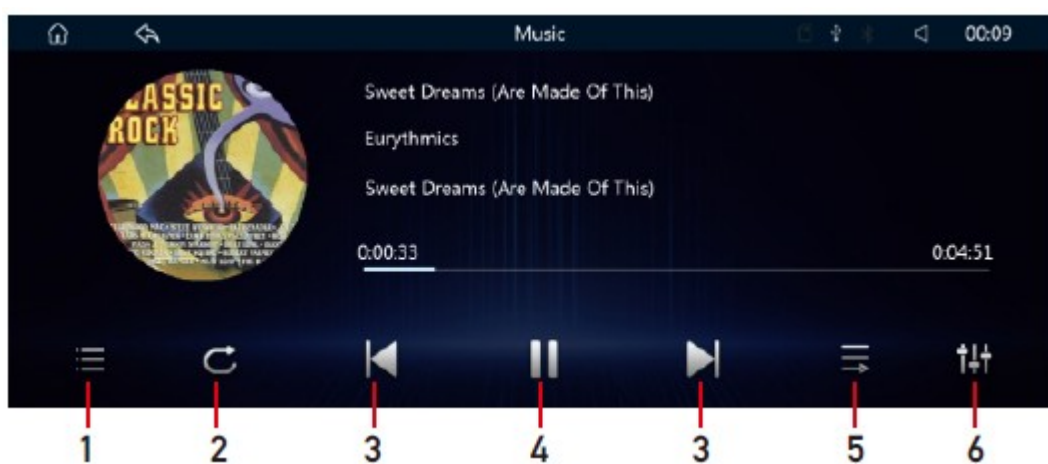 Music
00:09
CLASSIC
ROCK
Sweet Dreams (Are Made Of This)
Eurythmics
Sweet Dreams (Are Made Of This)
0:00:33
0:04:51
1 2 3 4 3 5 6